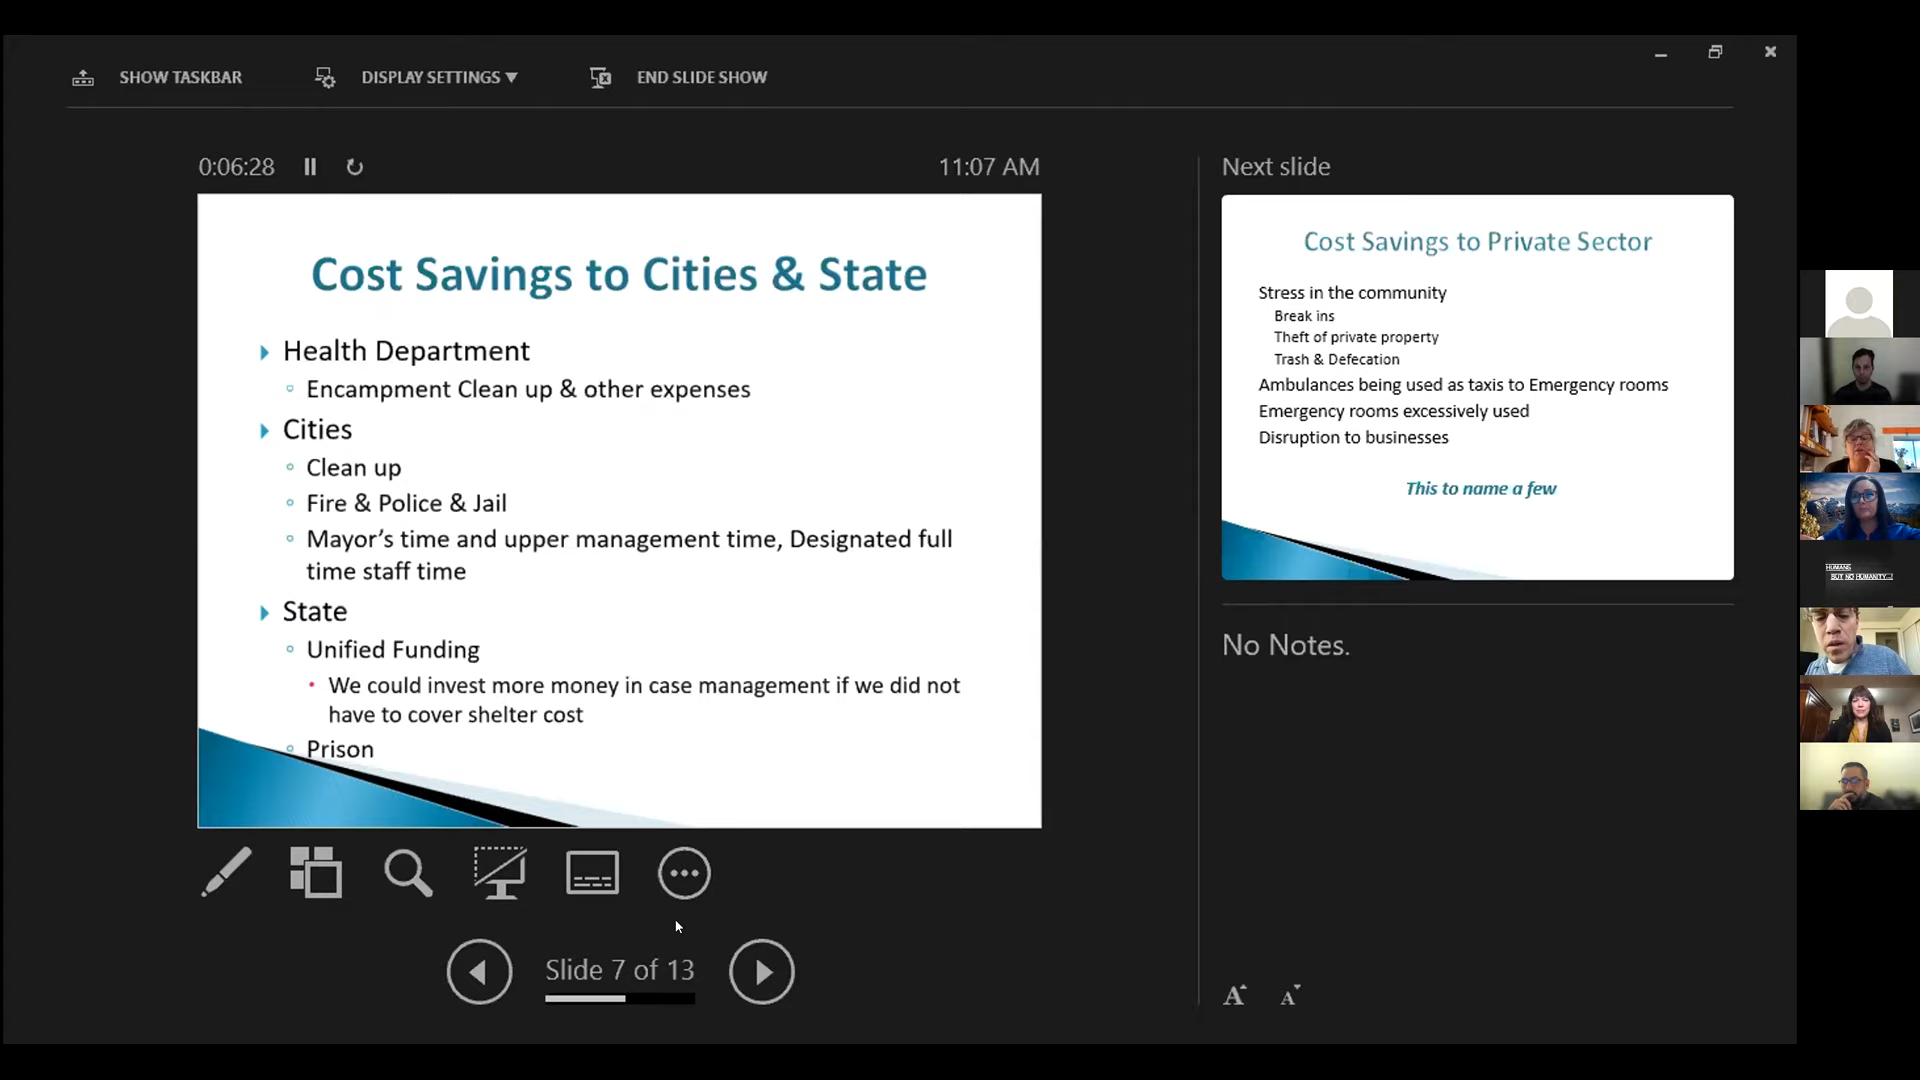 SHOW TASKBAR
DISPLAY SETTINGS ▼
END SLIDE SHOW
0:06:28
11:07 AM
Cost Savings to Cities & State
Health Department
Encampment Clean up & other expenses
Cities
Clean up
Fire & Police & Jail
Mayor's time and upper management time, Designated full
time staff time
State
Unified Funding
We could invest more money in case management if we did not
have to cover shelter cost
Prison
Slide 7 of 13
Next slide
Cost Savings to Private Sector
Stress in the community
Break ins
Theft of private property
Trash & Defecation
Ambulances being used as taxis to Emergency rooms
Emergency rooms excessively used
Disruption to businesses
This to name a few
No Notes.
A
A
HUMANS
BUT NO HUMANITY...!